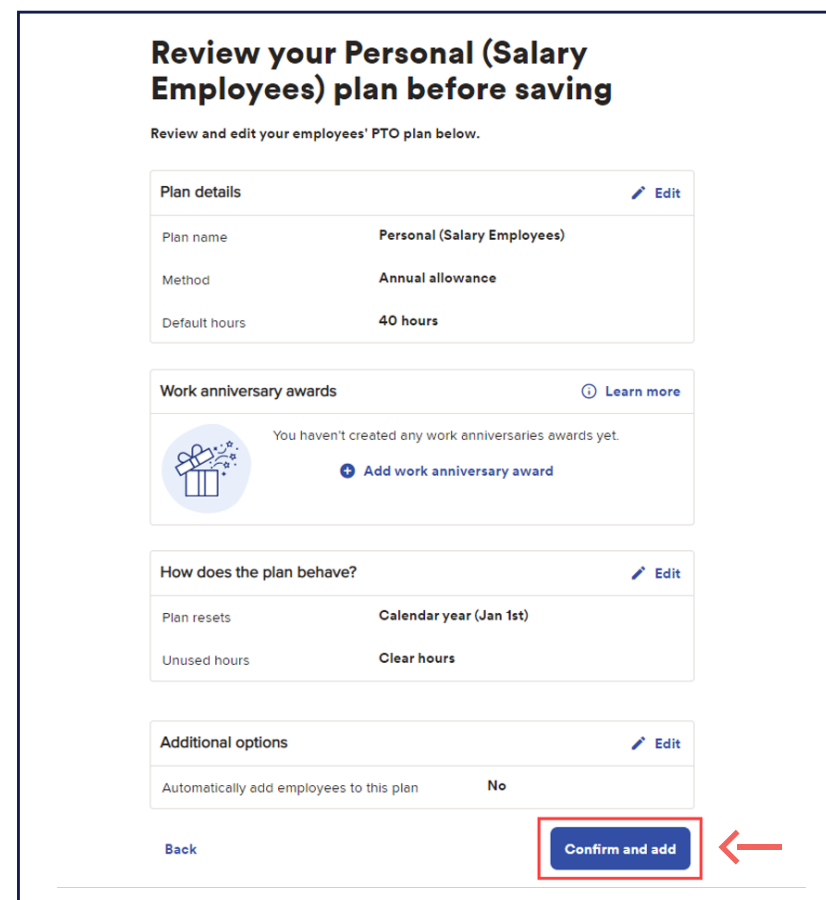 Review your Personal (Salary
Employees) plan before saving
Review and edit your employees' PTO plan below.
Plan details
Edit
Plan name
Personal (Salary Employees)
Method
Annual allowance
Default hours
40 hours
Work anniversary awards
Learn more
You haven't created any work anniversaries awards yet.
Add work anniversary award
How does the plan behave?
Edit
Plan resets
Calendar year (Jan 1st)
Unused hours
Clear hours
Additional options
Edit
Automatically add employees to this plan
No
Back
Confirm and add